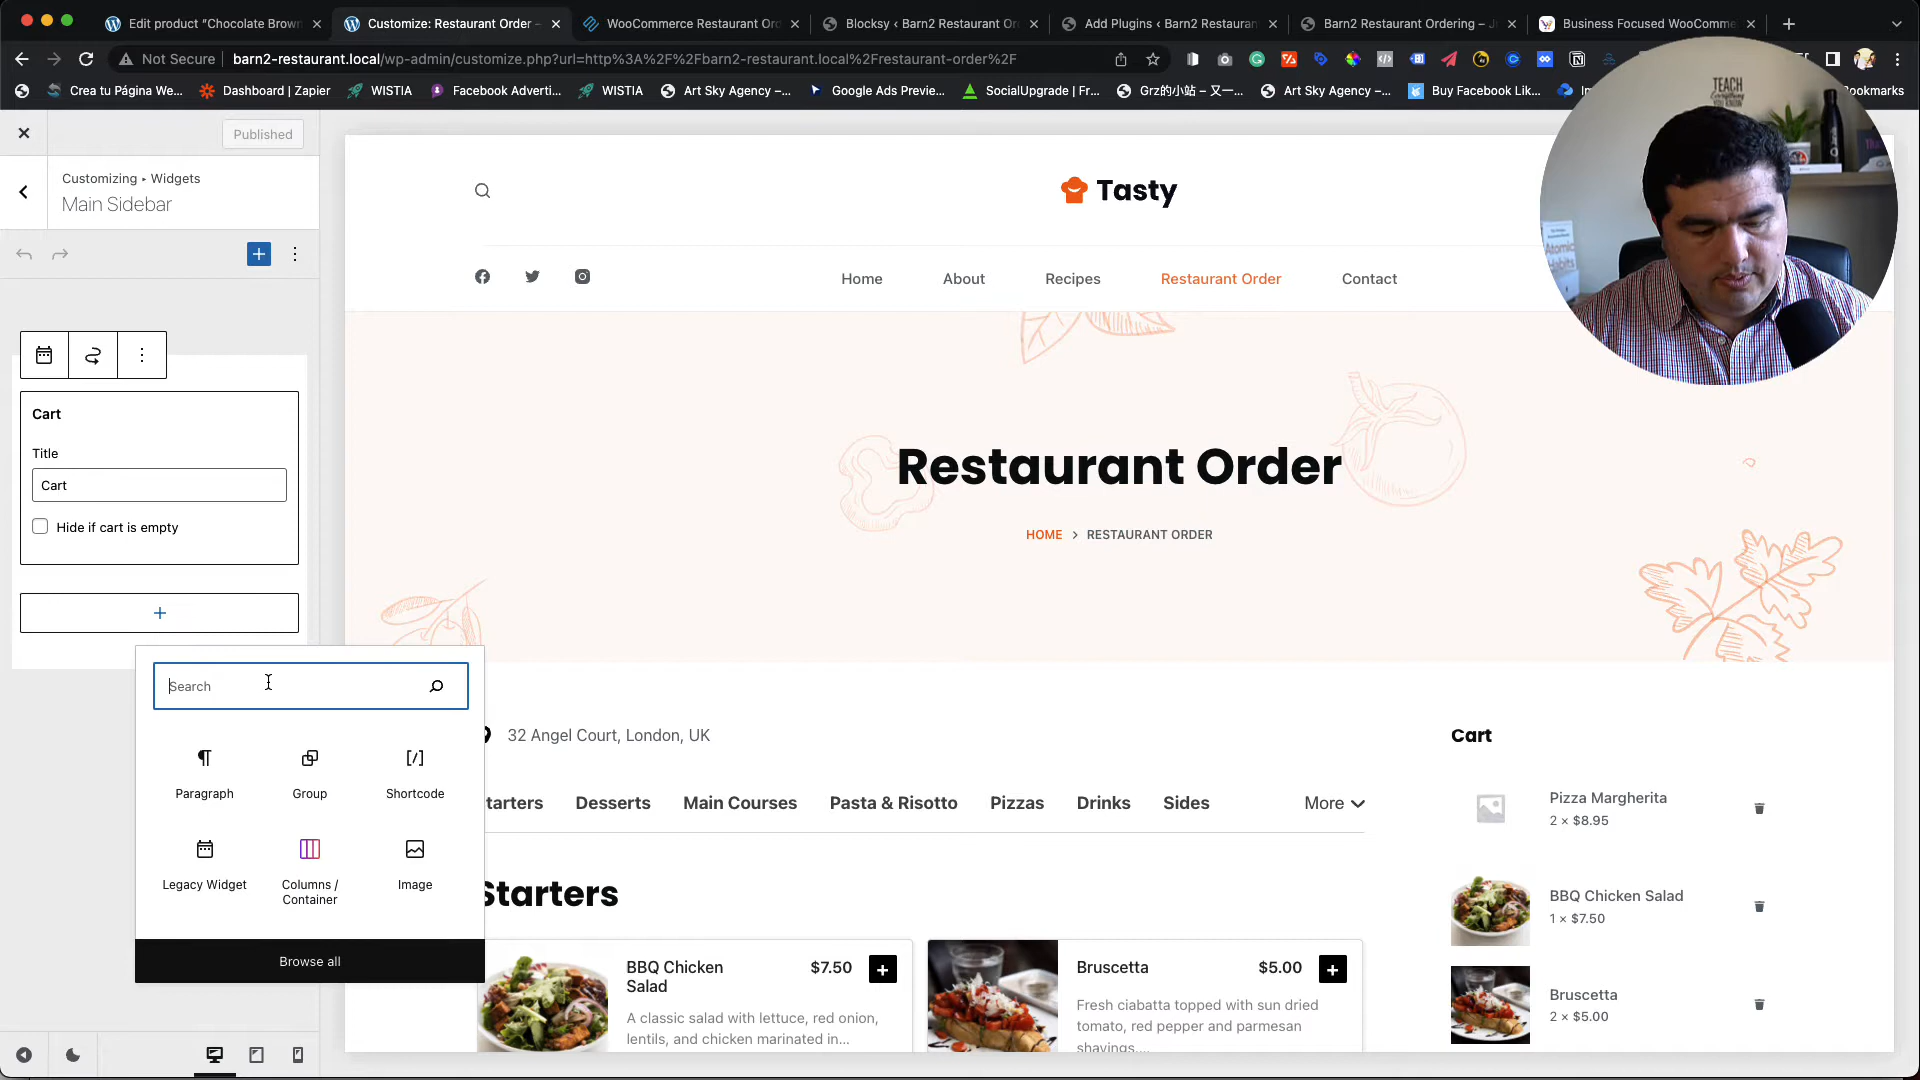 Edit product "Chocolate Brown
Customize: Restaurant Order –
WooCommerce Restaurant Ord
Blocksy ‹ Barn2 Restaurant Or
Add Plugins ‹ Barn2 Restauran
Barn2 Restaurant Ordering – J
Business Focused WooComme
Not Secure
barn2-restaurant.local/wp-admin/customize.php?url=http%3A%2F%2Fbarn2-restaurant.local%2Frestaurant-order%2F
Crea tu Página We...
Dashboard | Zapier
WISTIA
Facebook Adverti...
WISTIA
Art Sky Agency –...
Google Ads Previe...
SocialUpgrade | Fr...
Grz的小站 – 又一...
Art Sky Agency –...
Buy Facebook Lik...
Bookmarks
TEACH
Everything
YOU KNOW
Atomic
Habits
Published
Customizing ▸ Widgets
Main Sidebar
Cart
Title
Cart
Hide if cart is empty
Search
Paragraph
Group
Shortcode
Legacy Widget
Columns /
Container
Image
Browse all
Tasty
Home
About
Recipes
Restaurant Order
Contact
Restaurant Order
HOME > RESTAURANT ORDER
32 Angel Court, London, UK
tarters
Desserts
Main Courses
Pasta & Risotto
Pizzas
Drinks
Sides
More
Starters
BBQ Chicken
Salad
$7.50
A classic salad with lettuce, red onion,
lentils, and chicken marinated in...
Bruscetta
$5.00
Fresh ciabatta topped with sun dried
tomato, red pepper and parmesan
shavings....
Cart
Pizza Margherita
2 × $8.95
BBQ Chicken Salad
1 × $7.50
Bruscetta
2 × $5.00